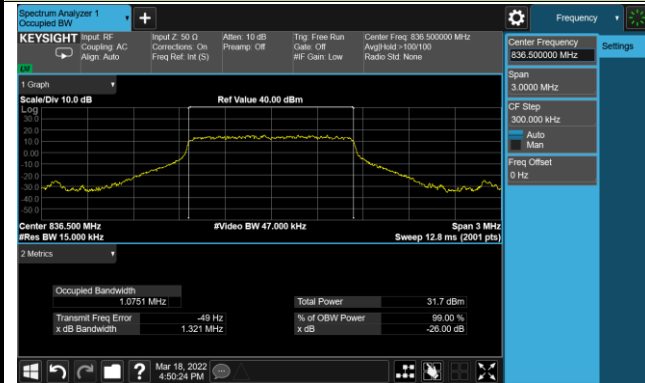 Spectrum Analyzer 1
Occupied BW
Frequency
KEYSIGHT
Input: RF
Coupling: AC
Align: Auto
Input Z: 50 Ω
Corrections: On
Freq Ref: Int (S)
Atten: 10 dB
Preamp: Off
Trig: Free Run
Gate: Off
#IF Gain: Low
Center Freq: 836.500000 MHz
Avg|Hold:>100/100
Radio Std: None
Center Frequency
836.500000 MHz
Settings
Span
3.0000 MHz
CF Step
300.000 kHz
Auto
Man
Freq Offset
0 Hz
LV
1 Graph
Scale/Div 10.0 dB
Ref Value 40.00 dBm
Log
30.0
20.0
10.0
0.00
-10.0
-20.0
-30.0
-40.0
-50.0
Center 836.500 MHz
#Video BW 47.000 kHz
Span 3 MHz
#Res BW 15.000 kHz
Sweep 12.8 ms (2001 pts)
2 Metrics
Occupied Bandwidth
1.0751 MHz
Total Power
31.7 dBm
Transmit Freq Error
-49 Hz
% of OBW Power
99.00 %
x dB Bandwidth
1.321 MHz
x dB
-26.00 dB
?
Mar 18, 2022
4:50:24 PM